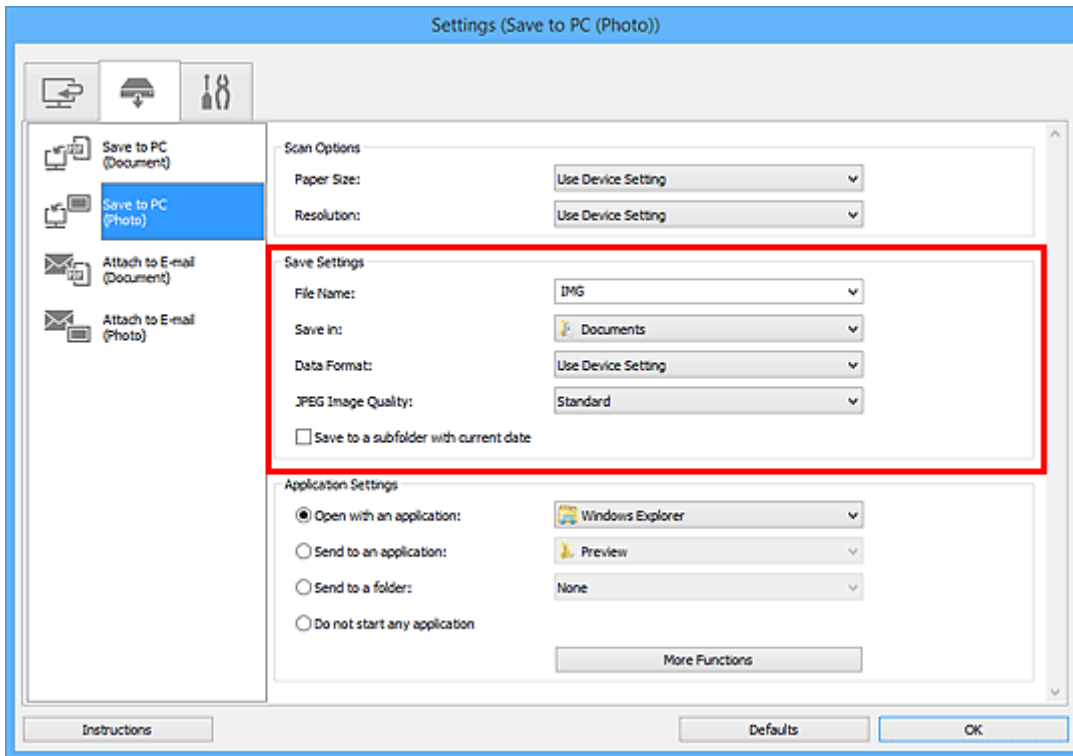 Settings (Save to PC (Photo))
Save to PC
(Document)
Save to PC
(Photo)
Attach to E-mail
(Document)
Attach to E-mail
(Photo)
Scan Options
Paper Size: Use Device Setting
Resolution: Use Device Setting
Save Settings
File Name: IMG
Save in: Documents
Data Format: Use Device Setting
JPEG Image Quality: Standard
Save to a subfolder with current date
Application Settings
Open with an application: Windows Explorer
Send to an application: Preview
Send to a folder: None
Do not start any application
More Functions
Instructions Defaults OK